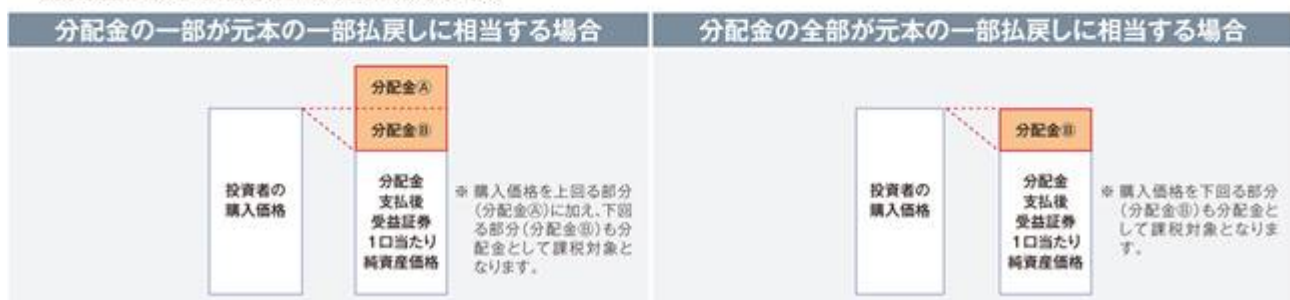 分配金の一部が元本の一部払戻しに相当する場合
分配金Ⓐ
分配金Ⓑ
投資者の
購入価格
分配金
支払後
受益証券
1口当たり
純資産価格
※ 購入価格を上回る部分
(分配金Ⓐ)に加え、下回
る部分(分配金Ⓑ)も分
配金として課税対象と
なります。
分配金の全部が元本の一部払戻しに相当する場合
分配金Ⓑ
投資者の
購入価格
分配金
支払後
受益証券
1口当たり
純資産価格
※ 購入価格を下回る部分
(分配金Ⓑ)も分配金と
して課税対象となりま
す。